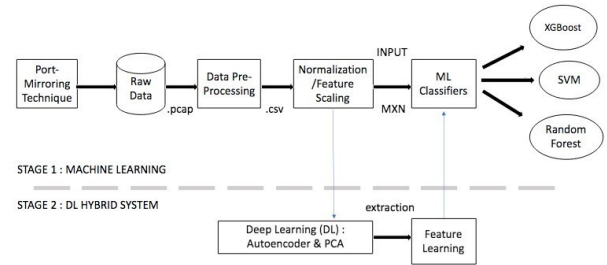 Port-
Mirroring
Technique
Raw
Data
.pcap
Data Pre-
Processing
.csv
Normalization
/Feature
Scaling
INPUT
MXN
ML
Classifiers
XGBoost
SVM
Random
Forest
STAGE 1 : MACHINE LEARNING
STAGE 2 : DL HYBRID SYSTEM
Deep Learning (DL) :
Autoencoder & PCA
extraction
Feature
Learning